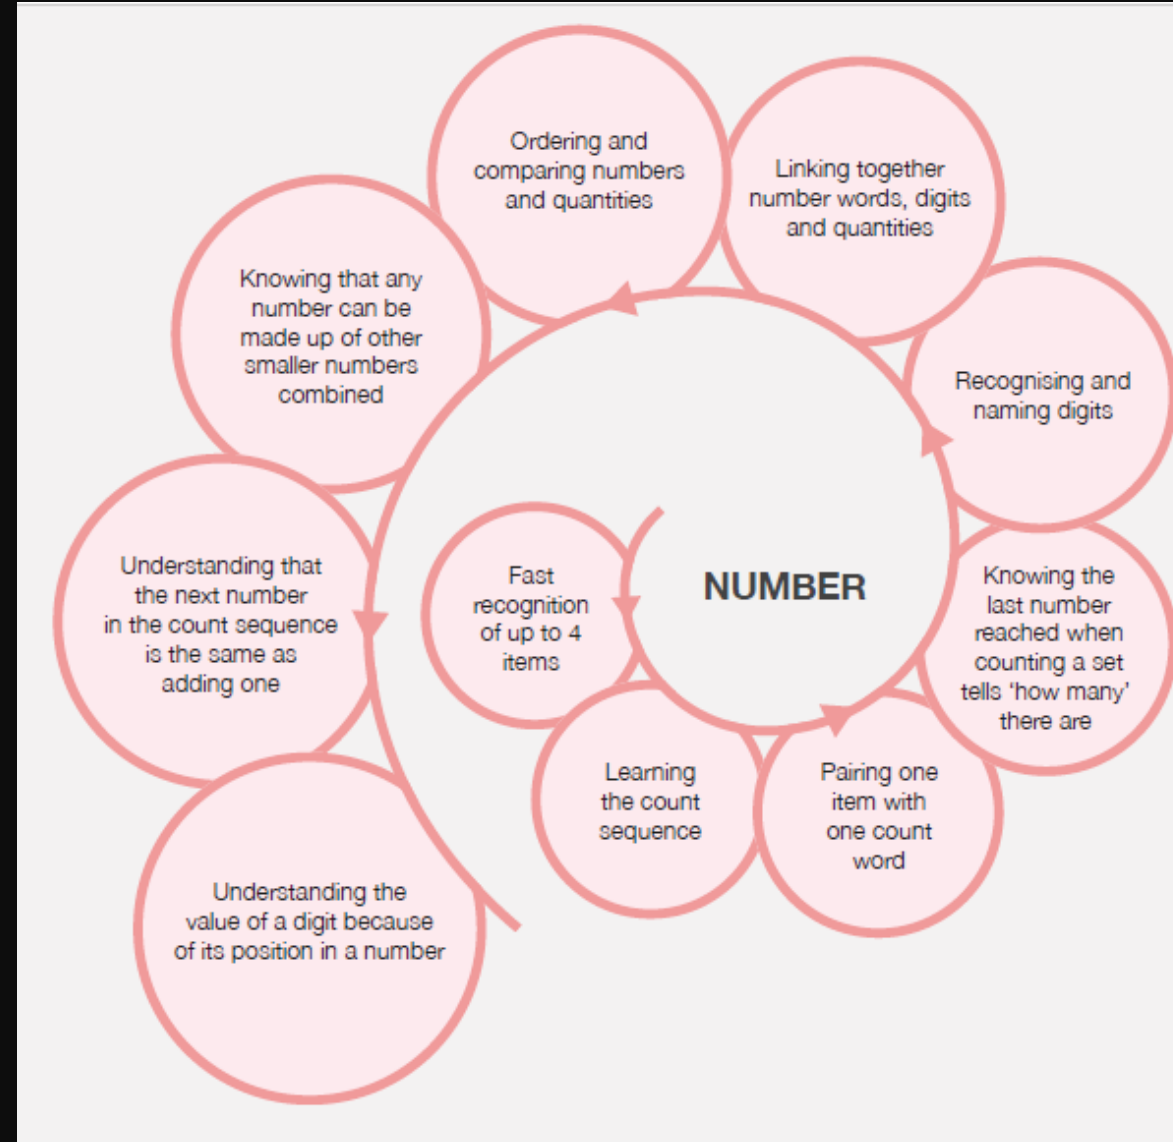 NUMBER
Fast
recognition
of up to 4
items
Learning
the count
sequence
Pairing one
item with
one count
word
Knowing the
last number
reached when
counting a set
tells ‘how many’
there are
Recognising and
naming digits
Linking together
number words, digits
and quantities
Ordering and
comparing numbers
and quantities
Knowing that any
number can be
made up of other
smaller numbers
combined
Understanding that
the next number
in the count sequence
is the same as
adding one
Understanding the
value of a digit because
of its position in a number